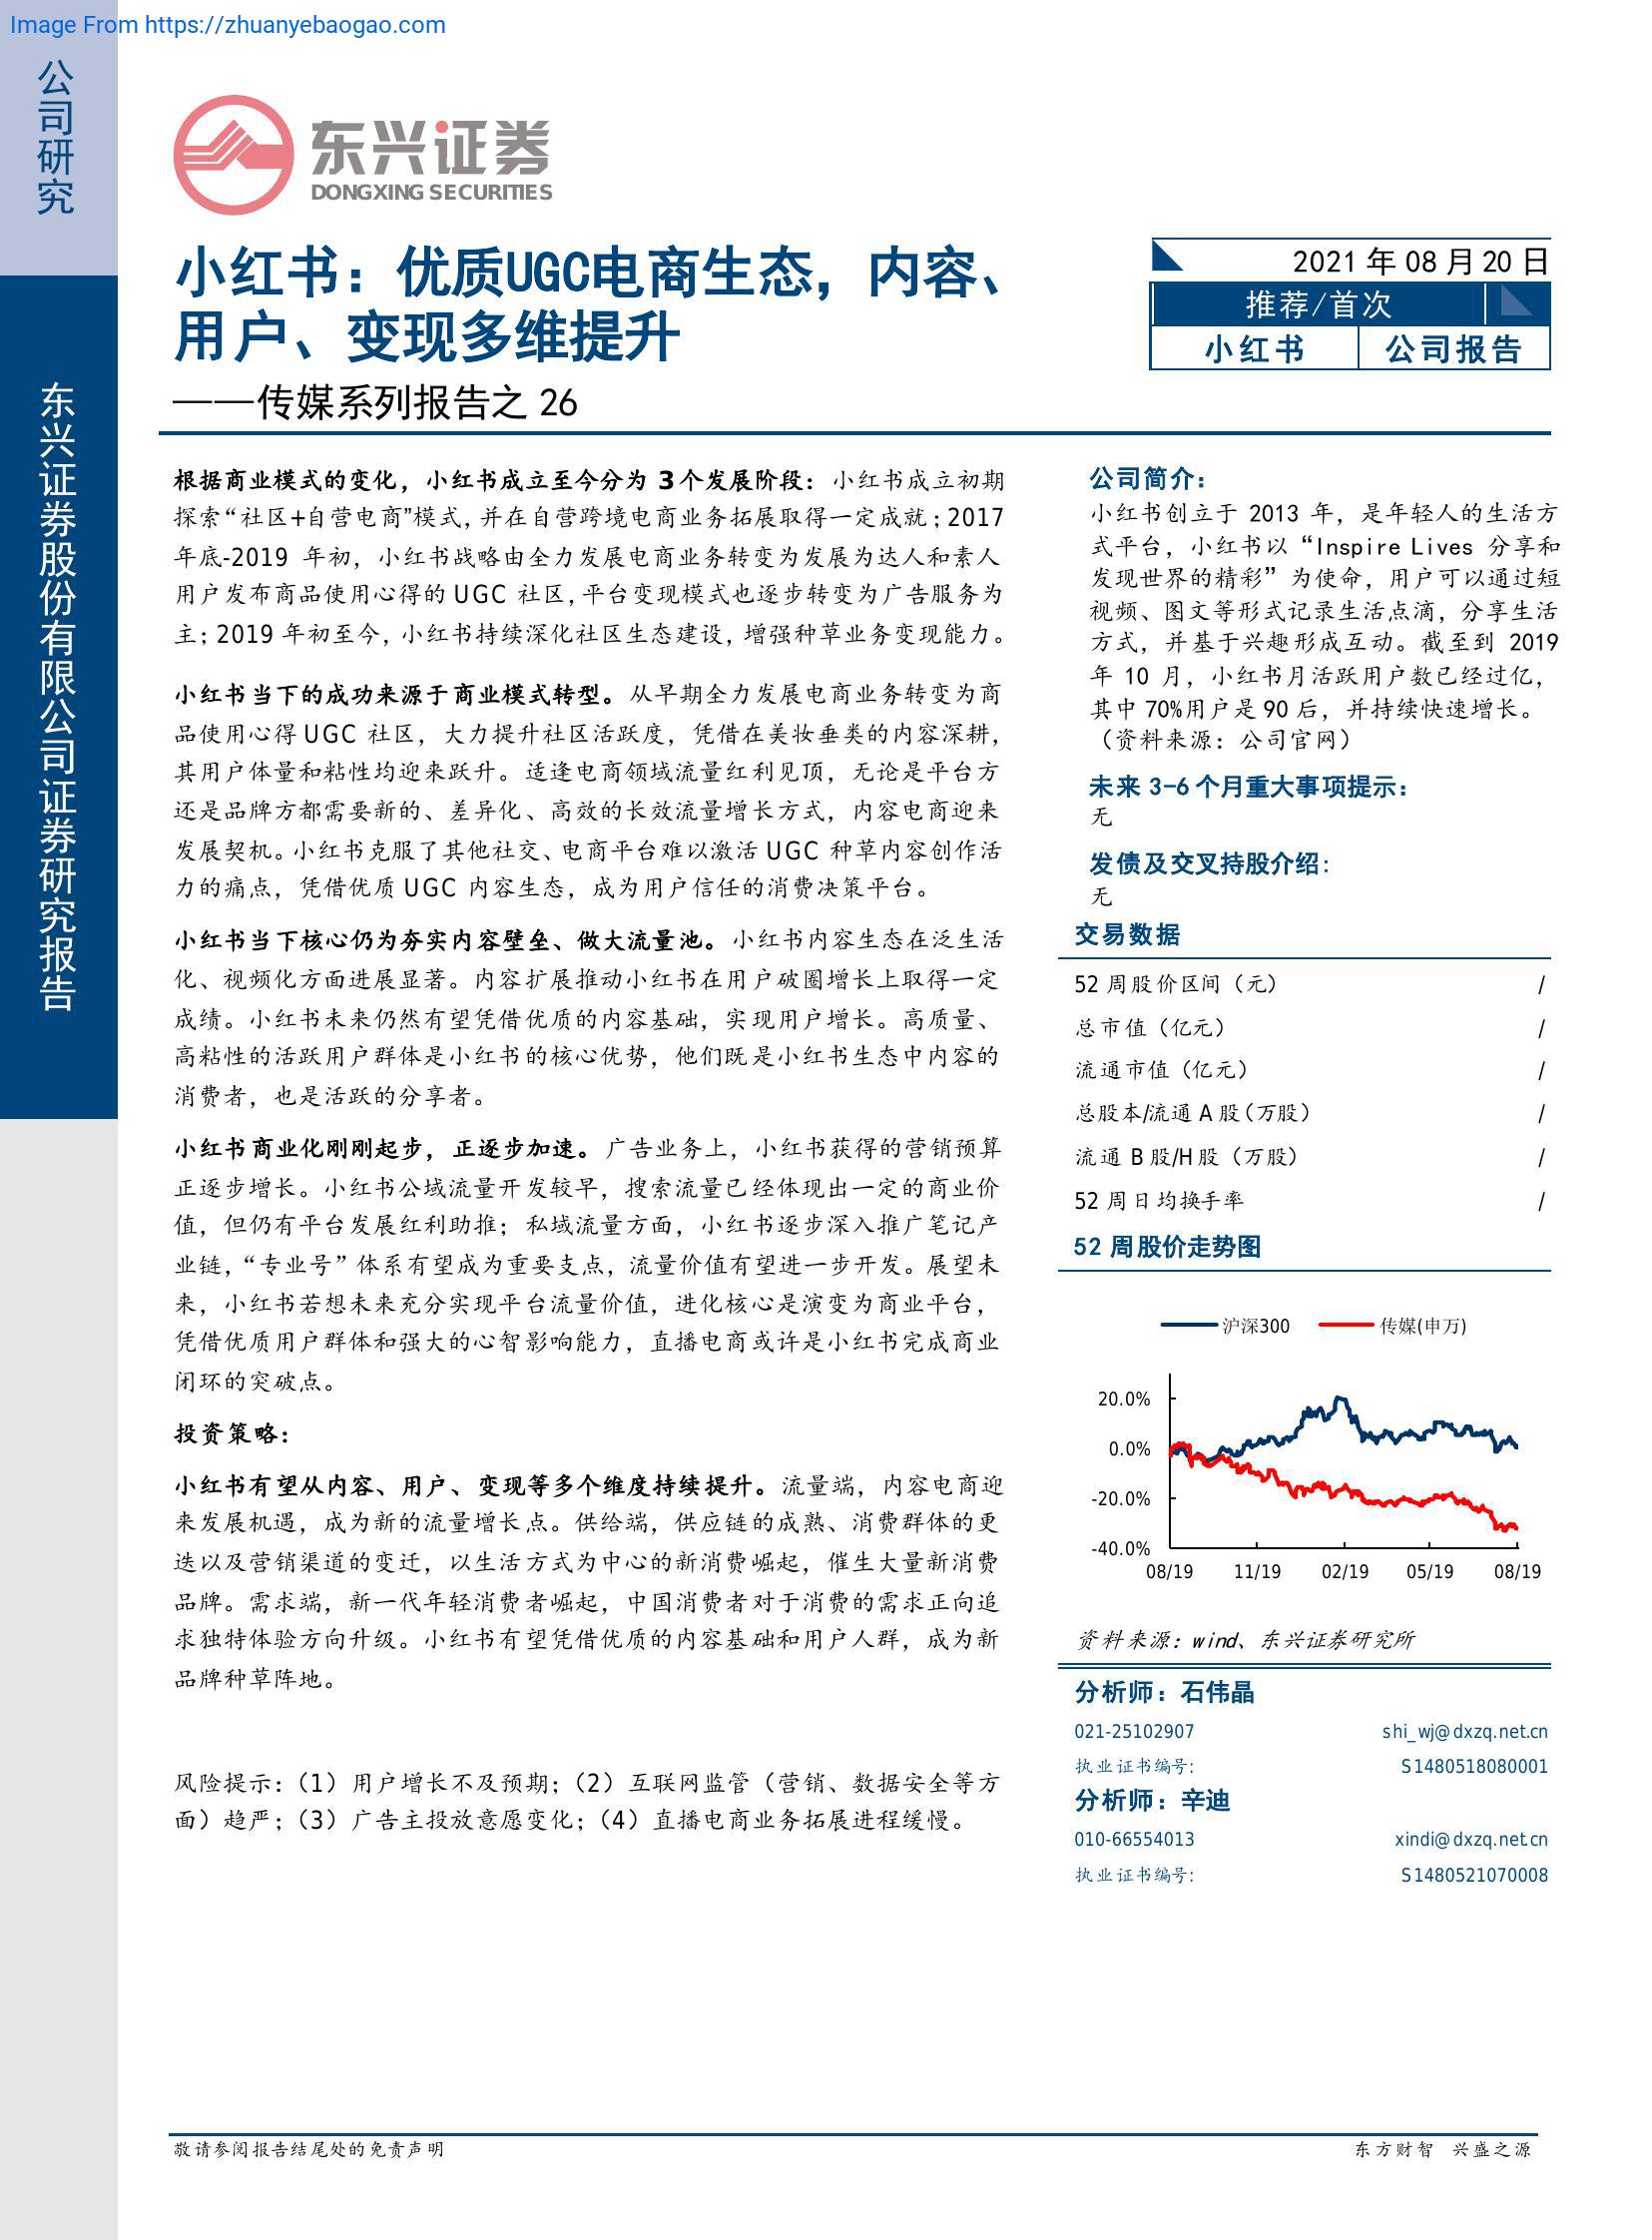 Image From https://zhuanyebaogao.com
公司研究
东兴证券股份有限公司证券研究报告
东兴证券
DONGXING SECURITIES
小红书：优质UGC电商生态，内容、
用户、变现多维提升
——传媒系列报告之 26
2021 年 08 月 20 日
推荐/首次
小红书 公司报告
根据商业模式的变化，小红书成立至今分为 3个发展阶段：小红书成立初期
探索“社区+自营电商”模式，并在自营跨境电商业务拓展取得一定成就；2017
年底-2019 年初，小红书战略由全力发展电商业务转变为发展为达人和素人
用户发布商品使用心得的 UGC 社区，平台变现模式也逐步转变为广告服务为
主；2019 年初至今，小红书持续深化社区生态建设，增强种草业务变现能力。
小红书当下的成功来源于商业模式转型。从早期全力发展电商业务转变为商
品使用心得 UGC 社区，大力提升社区活跃度，凭借在美妆垂类的内容深耕，
其用户体量和粘性均迎来跃升。适逢电商领域流量红利见顶，无论是平台方
还是品牌方都需要新的、差异化、高效的长效流量增长方式，内容电商迎来
发展契机。小红书克服了其他社交、电商平台难以激活 UGC 种草内容创作活
力的痛点，凭借优质 UGC 内容生态，成为用户信任的消费决策平台。
小红书当下核心仍为夯实内容壁垒、做大流量池。小红书内容生态在泛生活
化、视频化方面进展显著。内容扩展推动小红书在用户破圈增长上取得一定
成绩。小红书未来仍然有望凭借优质的内容基础，实现用户增长。高质量、
高粘性的活跃用户群体是小红书的核心优势，他们既是小红书生态中内容的
消费者，也是活跃的分享者。
小红书商业化刚刚起步，正逐步加速。广告业务上，小红书获得的营销预算
正逐步增长。小红书公域流量开发较早，搜索流量已经体现出一定的商业价
值，但仍有平台发展红利助推；私域流量方面，小红书逐步深入推广笔记产
业链，“专业号”体系有望成为重要支点，流量价值有望进一步开发。展望未
来，小红书若想未来充分实现平台流量价值，进化核心是演变为商业平台，
凭借优质用户群体和强大的心智影响能力，直播电商或许是小红书完成商业
闭环的突破点。
投资策略：
小红书有望从内容、用户、变现等多个维度持续提升。流量端，内容电商迎
来发展机遇，成为新的流量增长点。供给端，供应链的成熟、消费群体的更
迭以及营销渠道的变迁，以生活方式为中心的新消费崛起，催生大量新消费
品牌。需求端，新一代年轻消费者崛起，中国消费者对于消费的需求正向追
求独特体验方向升级。小红书有望凭借优质的内容基础和用户人群，成为新
品牌种草阵地。
风险提示：（1）用户增长不及预期；（2）互联网监管（营销、数据安全等方
面）趋严；（3）广告主投放意愿变化；（4）直播电商业务拓展进程缓慢。
公司简介：
小红书创立于 2013 年，是年轻人的生活方
式平台，小红书以“Inspire Lives 分享和
发现世界的精彩”为使命，用户可以通过短
视频、图文等形式记录生活点滴，分享生活
方式，并基于兴趣形成互动。截至到 2019
年 10 月，小红书月活跃用户数已经过亿，
其中 70%用户是 90 后，并持续快速增长。
（资料来源：公司官网）
未来 3-6 个月重大事项提示：
无
发债及交叉持股介绍：
无
交易数据
52 周股价区间（元） /
总市值（亿元） /
流通市值（亿元） /
总股本/流通 A 股（万股） /
流通 B 股/H 股（万股） /
52 周日均换手率 /
52 周股价走势图
沪深300 传媒(申万)
20.0%
0.0%
-20.0%
-40.0%
08/19 11/19 02/19 05/19 08/19
资料来源：wind、东兴证券研究所
分析师：石伟晶
021-25102907 shi_wj@dxzq.net.cn
执业证书编号： S1480518080001
分析师：辛迪
010-66554013 xindi@dxzq.net.cn
执业证书编号： S1480521070008
敬请参阅报告结尾处的免责声明
东方财智 兴盛之源